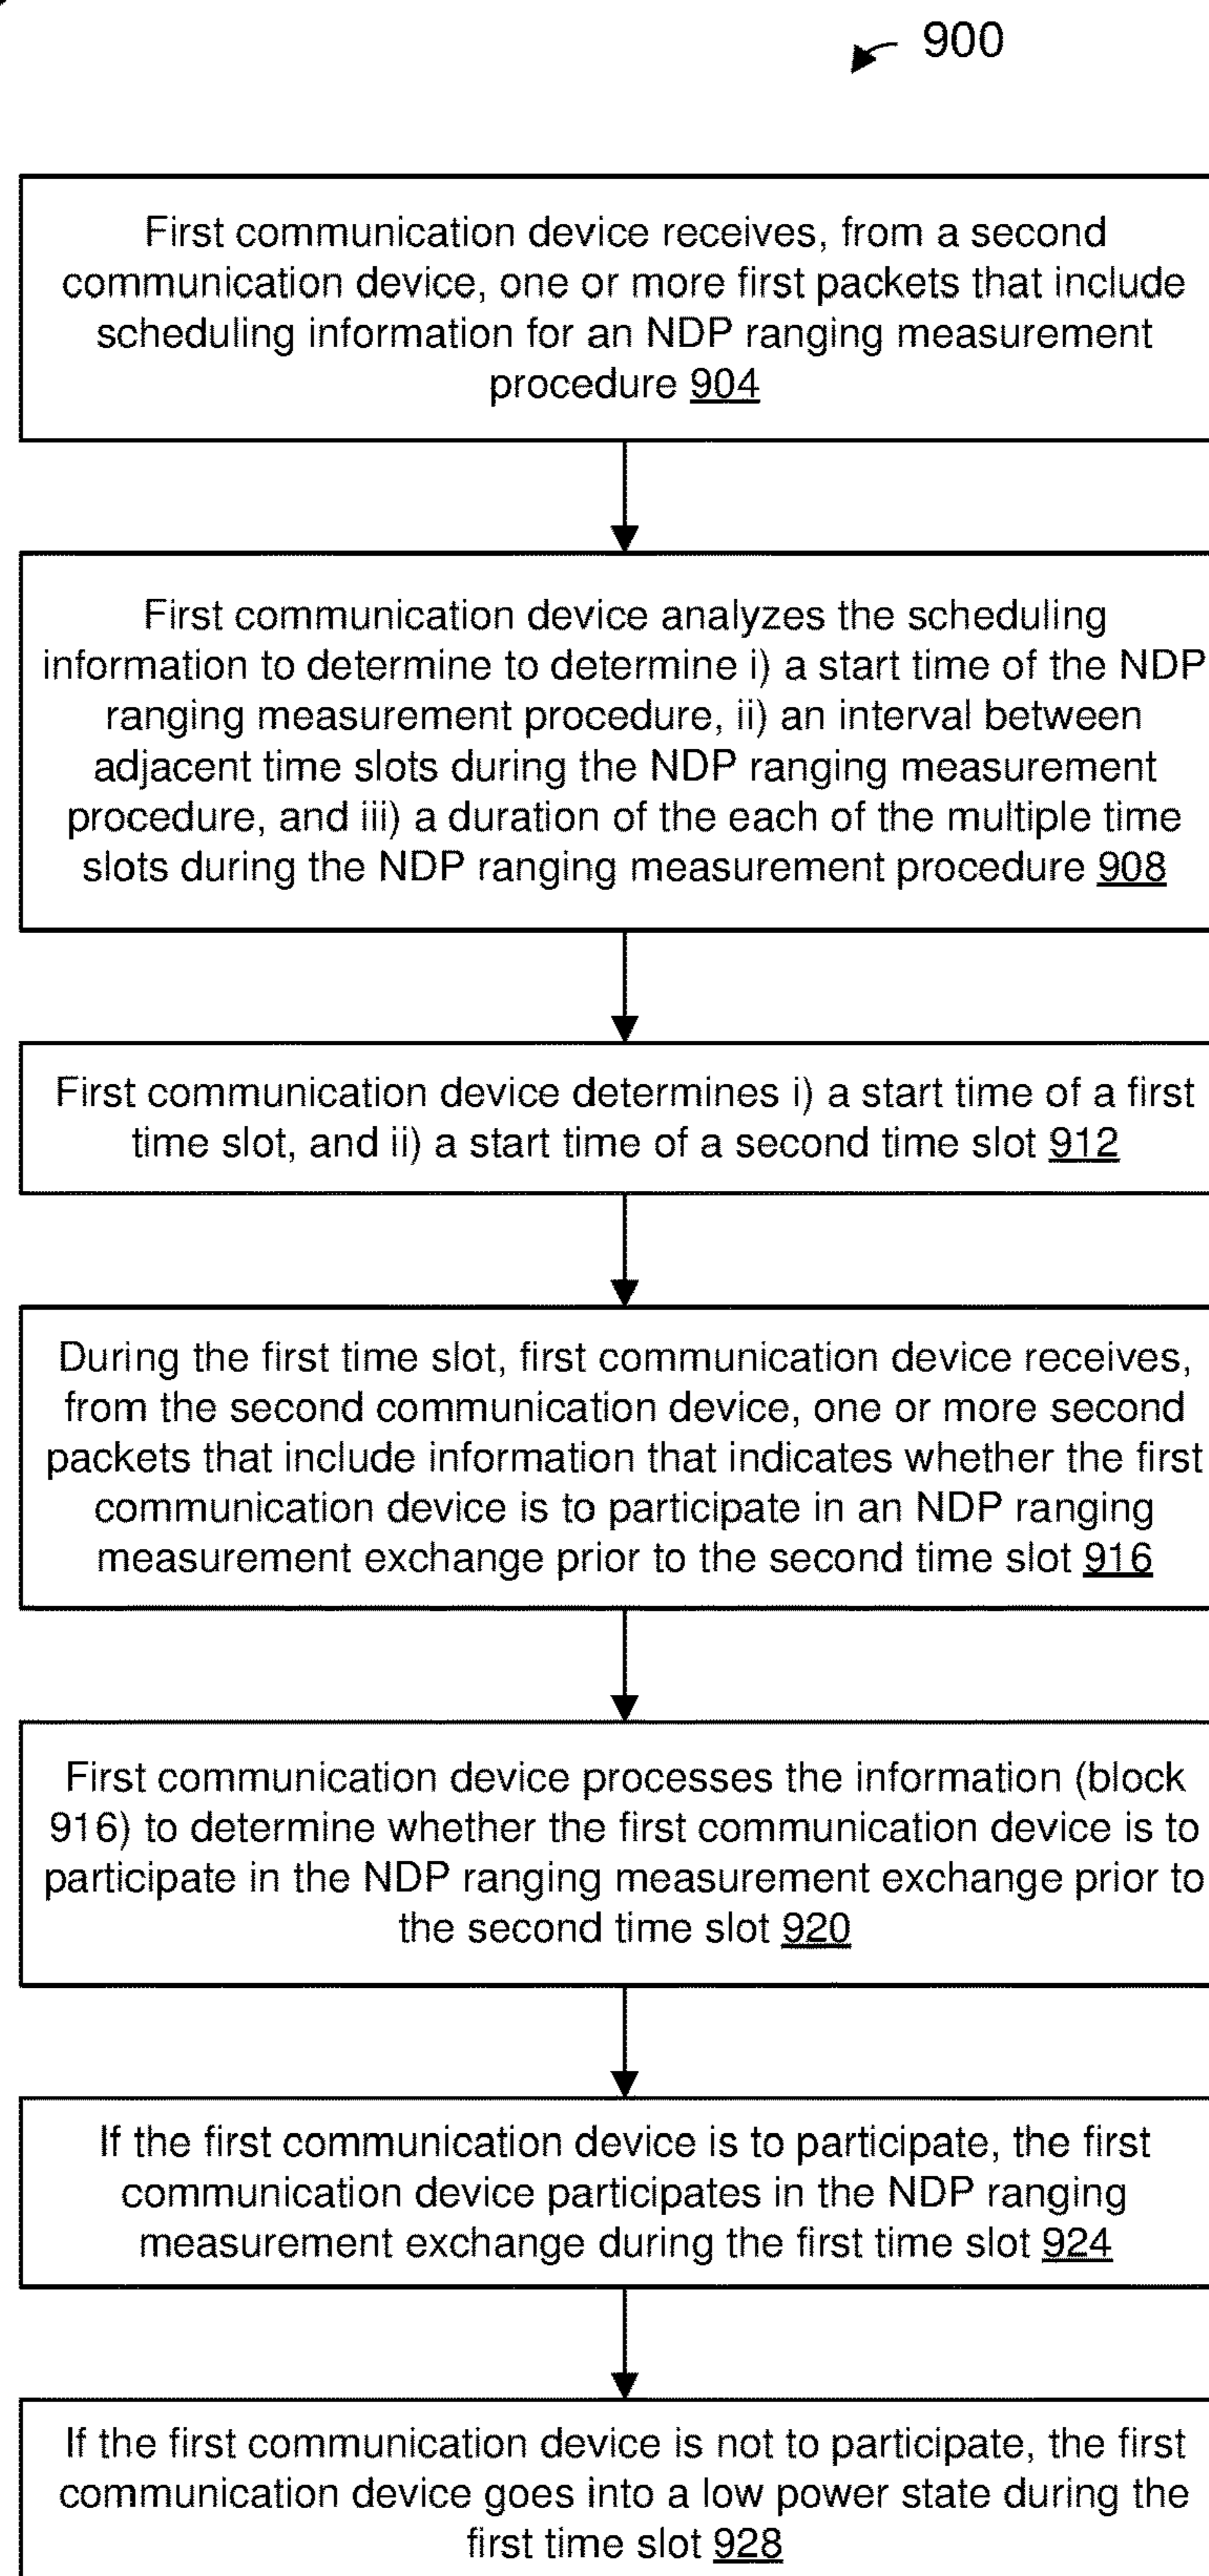 900
First communication device receives, from a second
communication device, one or more first packets that include
scheduling information for an NDP ranging measurement
procedure 904
First communication device analyzes the scheduling
information to determine to determine i) a start time of the NDP
ranging measurement procedure, ii) an interval between
adjacent time slots during the NDP ranging measurement
procedure, and iii) a duration of the each of the multiple time
slots during the NDP ranging measurement procedure 908
First communication device determines i) a start time of a first
time slot, and ii) a start time of a second time slot 912
During the first time slot, first communication device receives,
from the second communication device, one or more second
packets that include information that indicates whether the first
communication device is to participate in an NDP ranging
measurement exchange prior to the second time slot 916
First communication device processes the information (block
916) to determine whether the first communication device is to
participate in the NDP ranging measurement exchange prior to
the second time slot 920
If the first communication device is to participate, the first
communication device participates in the NDP ranging
measurement exchange during the first time slot 924
If the first communication device is not to participate, the first
communication device goes into a low power state during the
first time slot 928